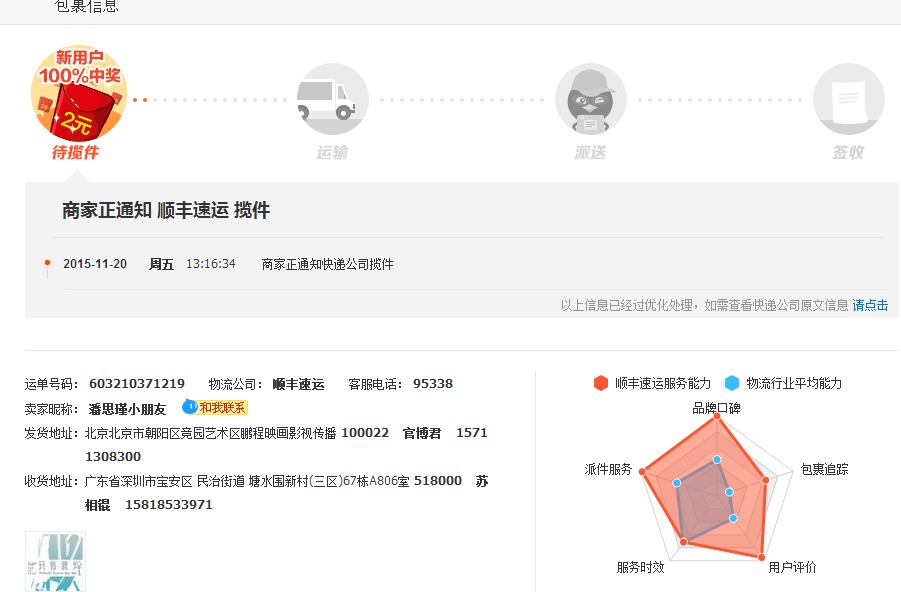 包裹信息
新用户
100%中奖
2元
待揽件
运输
派送
签收
商家正通知 顺丰速运 揽件
2015-11-20 周五 13:16:34 商家正通知快递公司揽件
以上信息已经过优化处理，如需查看快递公司原文信息 请点击
运单号码： 603210371219 物流公司： 顺丰速运 客服电话： 95338
卖家昵称： 潘思瑾小朋友 和我联系
发货地址： 北京北京市朝阳区竟园艺术区鹏程映画影视传播 100022 官博君 1571
1308300
收货地址： 广东省深圳市宝安区 民治街道 塘水围新村(三区)67栋A806室 518000 苏
相锟 15818533971
顺丰速运服务能力 物流行业平均能力
品牌口碑
派件服务
包裹追踪
服务时效
用户评价